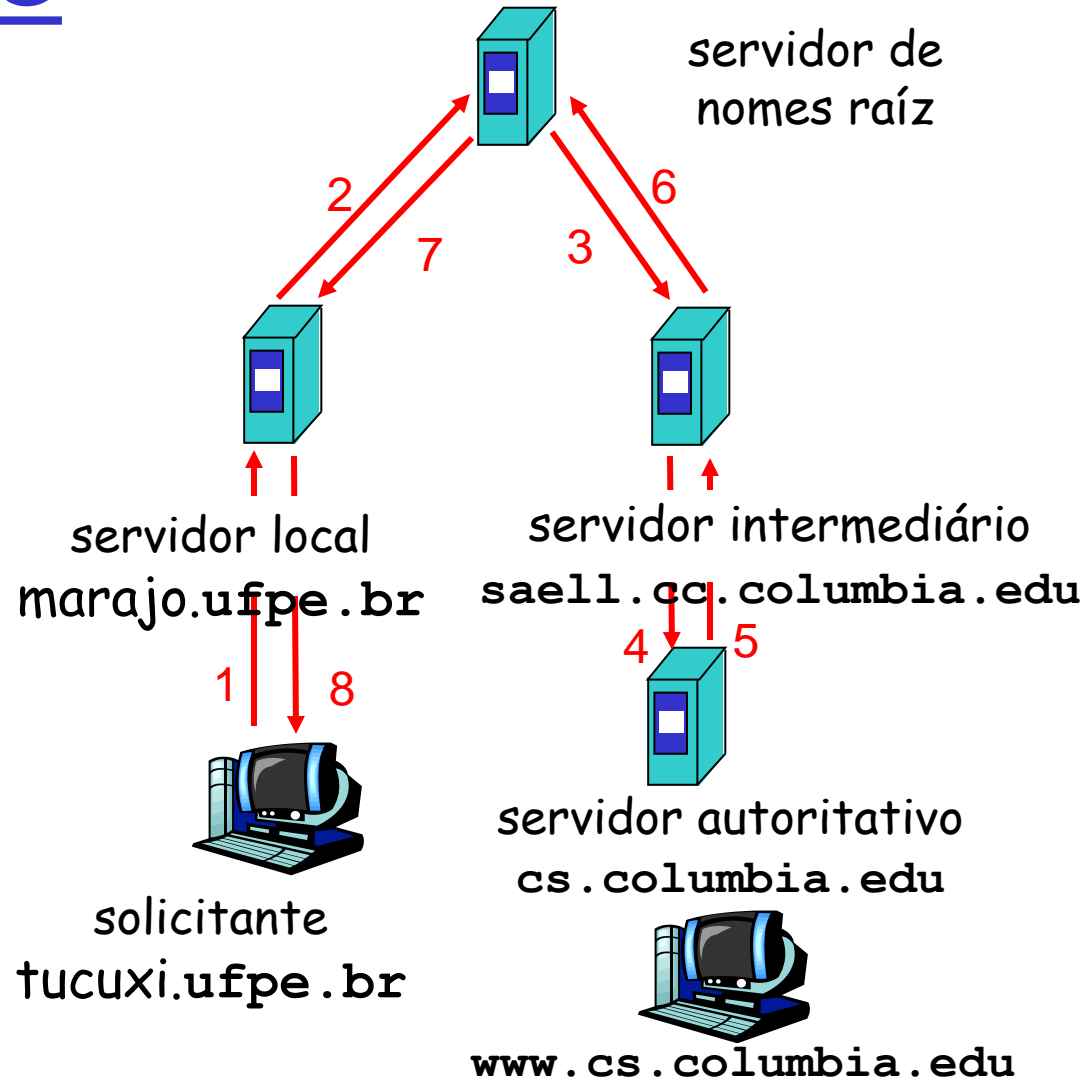 servidor de
nomes raíz
2
7
3
6
servidor local
marajo.ufpe.br
servidor intermediário
saell.cc.columbia.edu
4
5
1
8
servidor autoritativo
cs.columbia.edu
solicitante
tucuxi.ufpe.br
www.cs.columbia.edu